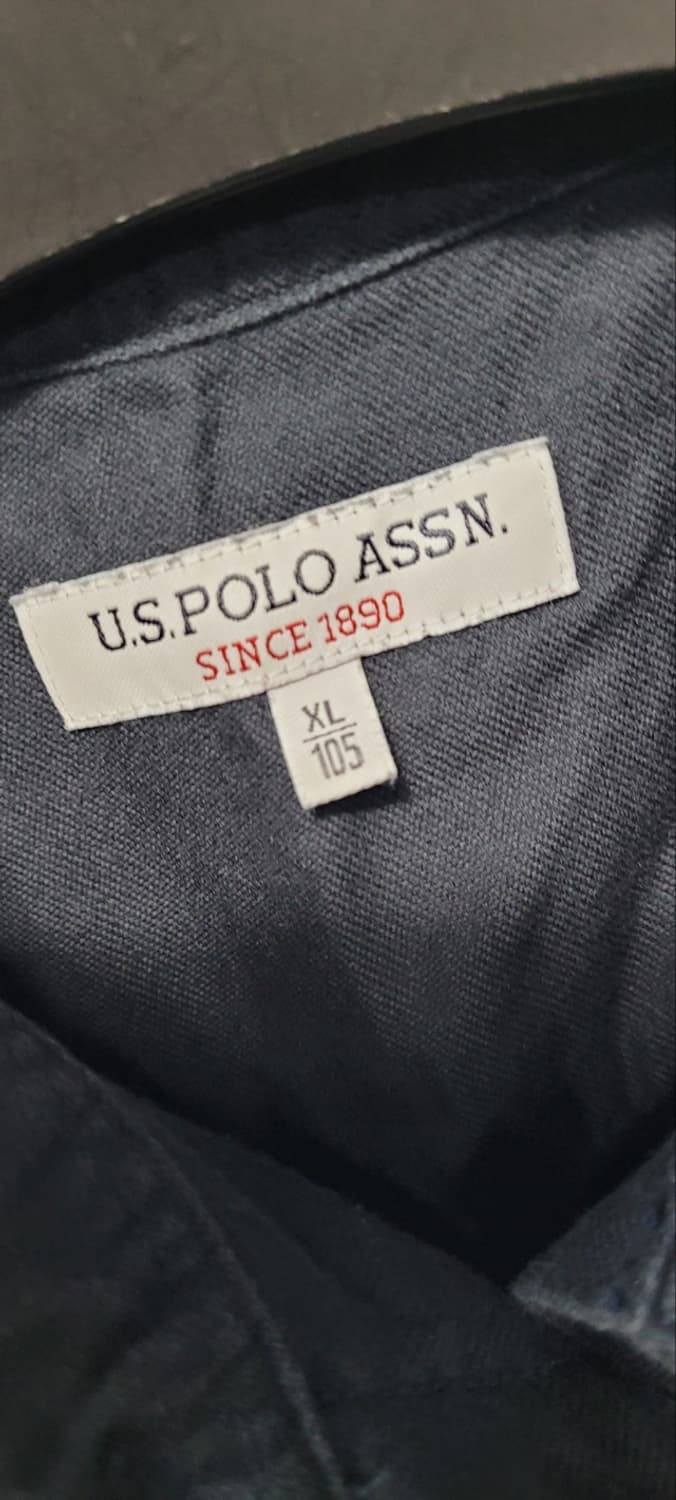 U.S.POLO ASSN.
SINCE 1890
XL
105